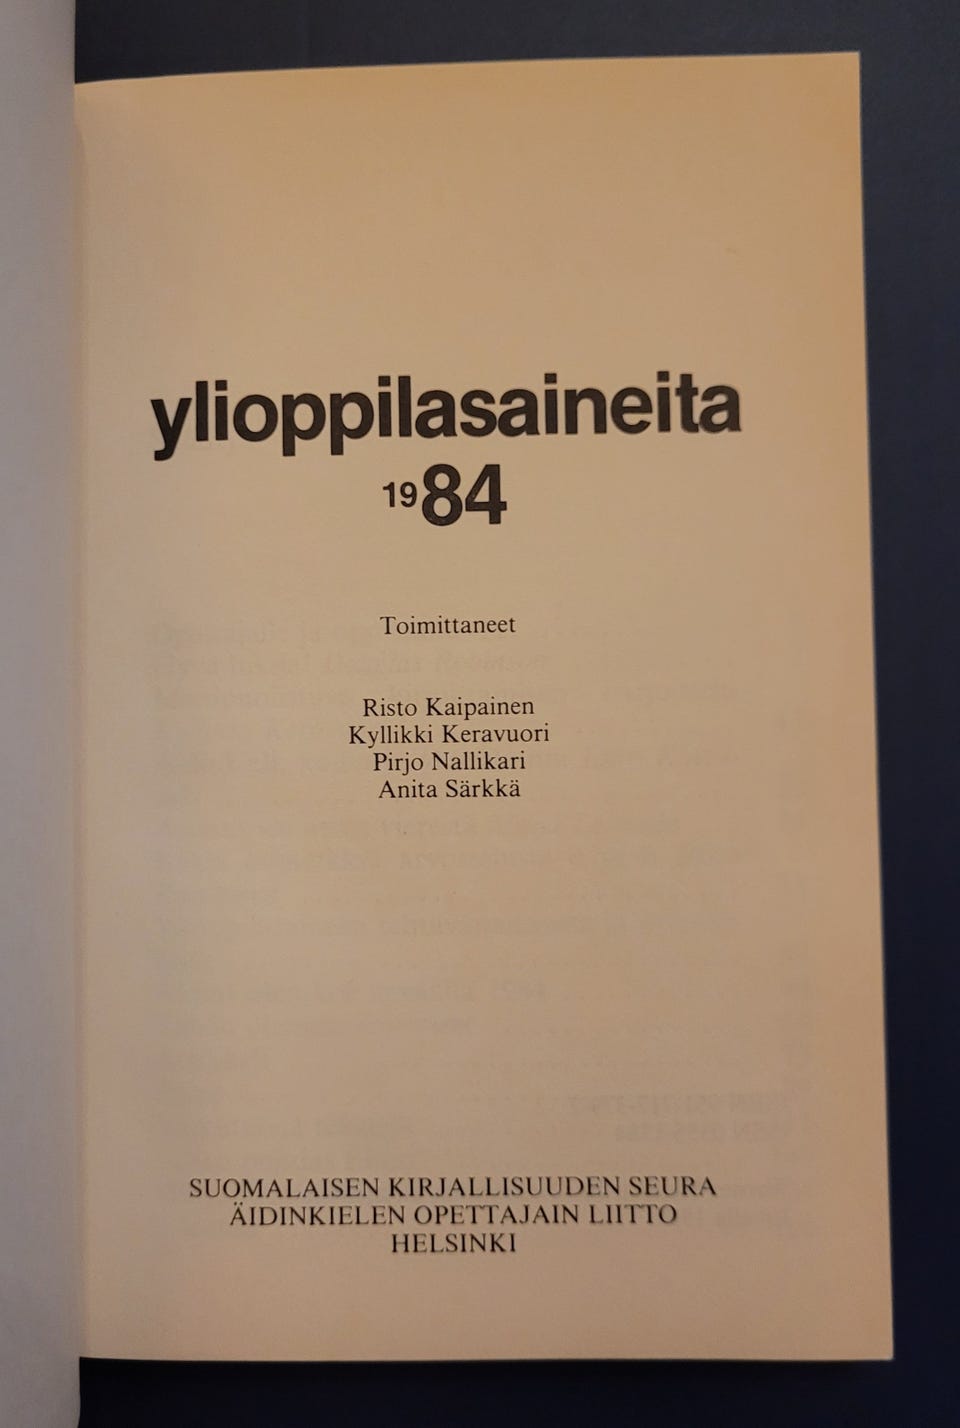 ylioppilasaineita
1984
Toimittaneet
Risto Kaipainen
Kyllikki Keravuori
Pirjo Nallikari
Anita Särkkä
SUOMALAISEN KIRJALLISUUDEN SEURA
ÄIDINKIELEN OPETTAJAIN LIITTO
HELSINKI